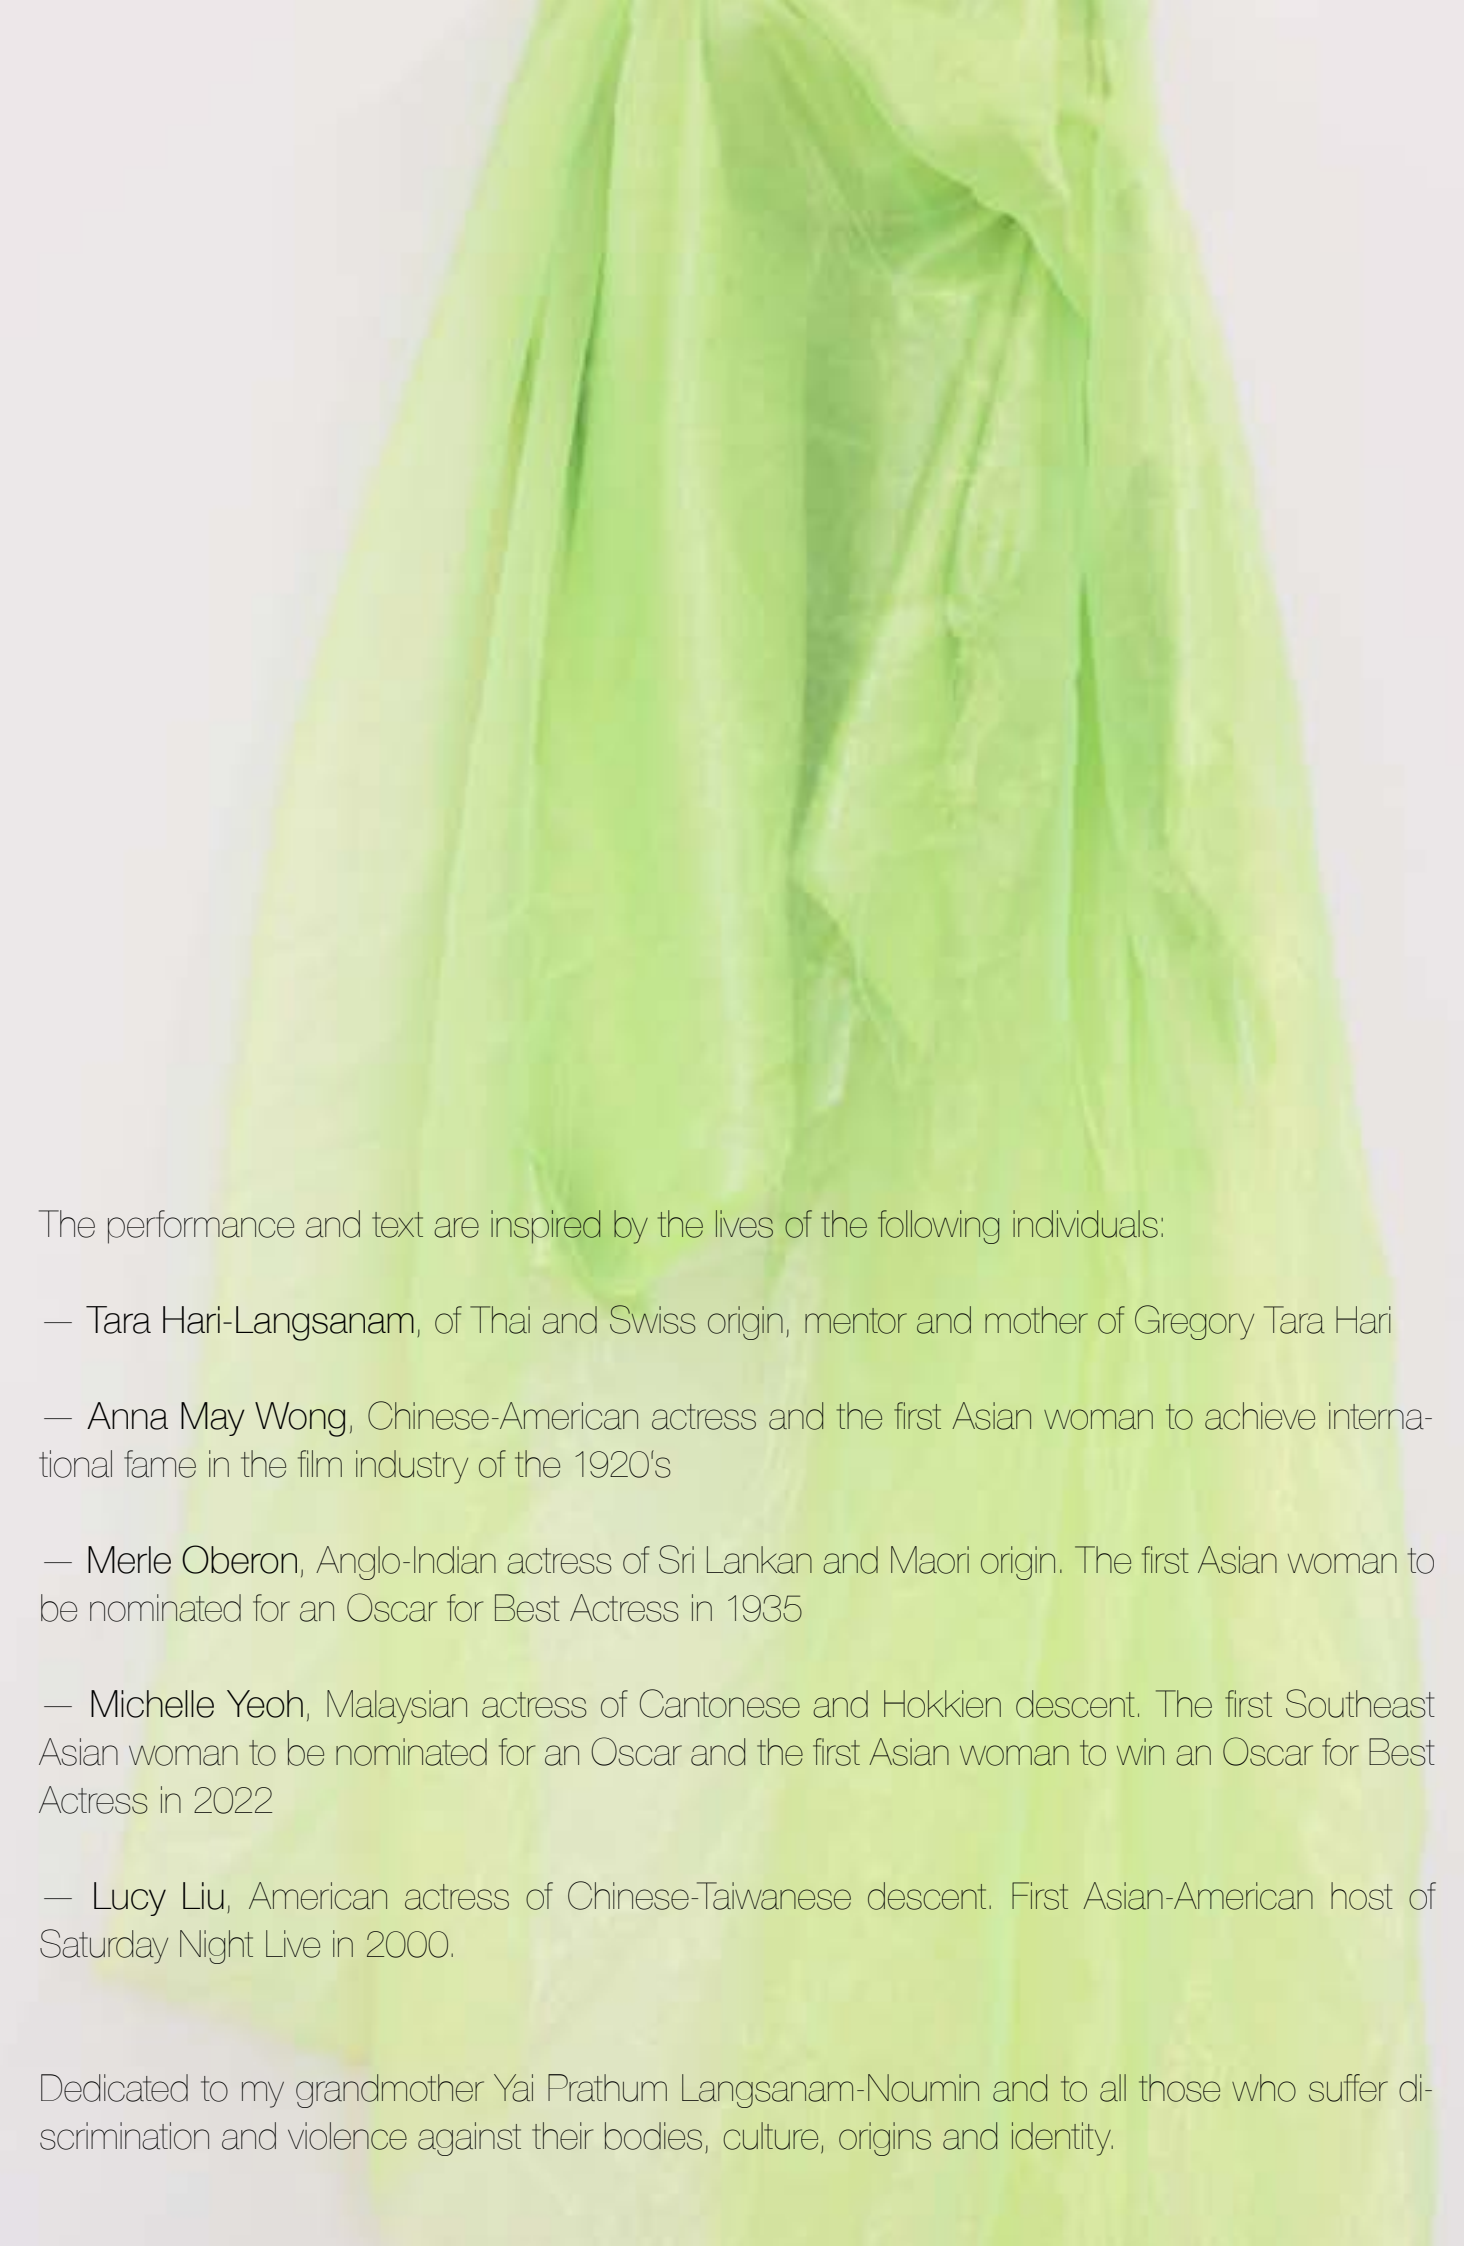 The performance and text are inspired by the lives of the following individuals:
— Tara Hari-Langsanam, of Thai and Swiss origin, mentor and mother of Gregory Tara Hari
— Anna May Wong, Chinese-American actress and the first Asian woman to achieve interna-
tional fame in the film industry of the 1920's
— Merle Oberon, Anglo-Indian actress of Sri Lankan and Maori origin. The first Asian woman to
be nominated for an Oscar for Best Actress in 1935
— Michelle Yeoh, Malaysian actress of Cantonese and Hokkien descent. The first Southeast
Asian woman to be nominated for an Oscar and the first Asian woman to win an Oscar for Best
Actress in 2022
— Lucy Liu, American actress of Chinese-Taiwanese descent. First Asian-American host of
Saturday Night Live in 2000.
Dedicated to my grandmother Yai Prathum Langsanam-Noumin and to all those who suffer di-
scrimination and violence against their bodies, culture, origins and identity.